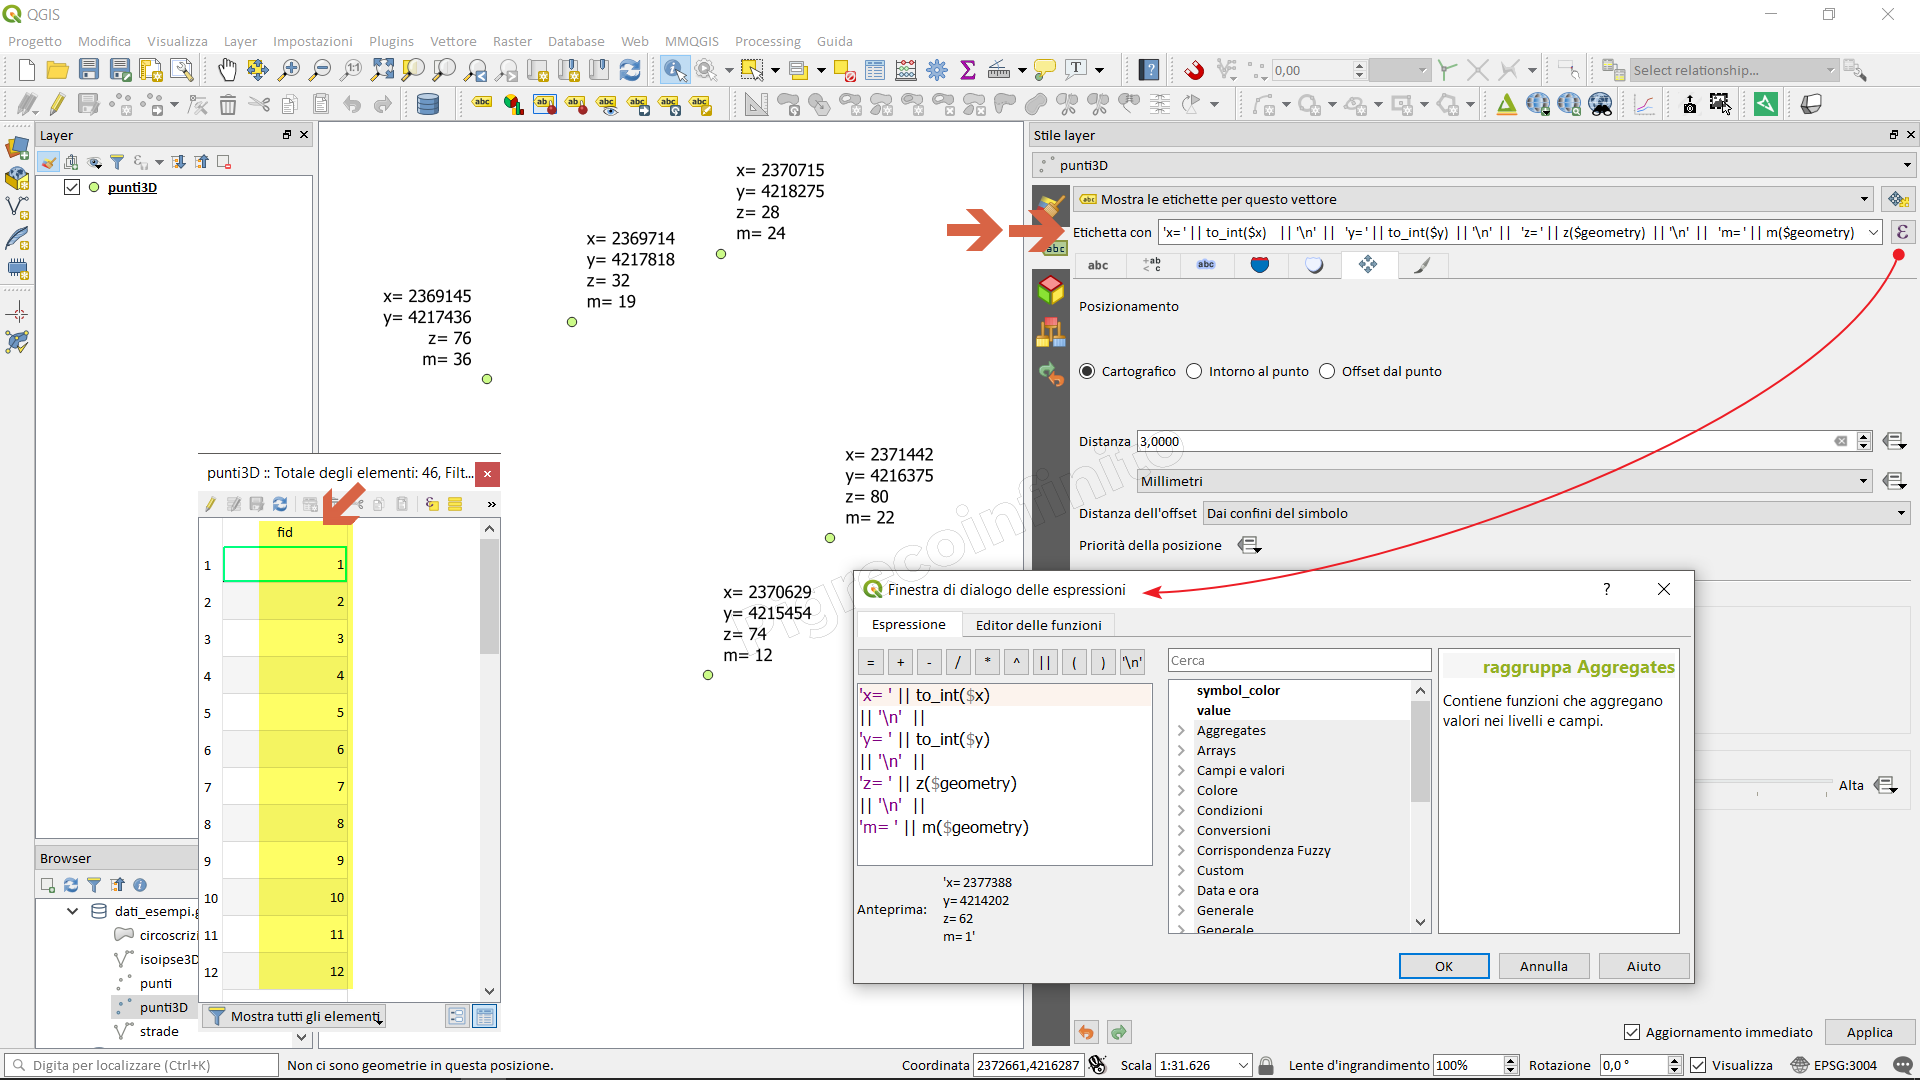 QGIS
Progetto Modifica Visualizza Layer Impostazioni Plugins Vettore Raster Database Web MMQGIS Processing Guida
0,00
Select relationship...
Layer
punti3D
x= 2370715
y= 4218275
z= 28
m= 24
x= 2369714
y= 4217818
z= 32
m= 19
x= 2369145
y= 4217436
z= 76
m= 36
x= 2371442
y= 4216375
z= 80
m= 22
x= 2370629
y= 4215454
z= 74
m= 12
Pigrecoinfinito
Stile layer
punti3D
Mostra le etichette per questo vettore
Etichetta con 'x= ' || to_int($x) || '\n' || 'y= ' || to_int($y) || '\n' || 'z= ' || z($geometry) || '\n' || 'm= ' || m($geometry)
Posizionamento
Cartografico Intorno al punto Offset dal punto
Distanza 3,0000
Millimetri
Distanza dell'offset Dai confini del simbolo
Priorità della posizione
Alta
punti3D :: Totale degli elementi: 46, Filt...
fid
1 1
2 2
3 3
4 4
5 5
6 6
7 7
8 8
9 9
10 10
11 11
12 12
Mostra tutti gli elementi
Browser
dati_esempi.g
circoscrizi
isoipse3D
punti
punti3D
strade
Finestra di dialogo delle espressioni
?
Espressione Editor delle funzioni
= + - / * ^ || ( ) '\n'
'x= ' || to_int($x)
|| '\n' ||
'y= ' || to_int($y)
|| '\n' ||
'z= ' || z($geometry)
|| '\n' ||
'm= ' || m($geometry)
Anteprima:
'x= 2377388
y= 4214202
z= 62
m= 1'
Cerca
symbol_color
value
Aggregates
Arrays
Campi e valori
Colore
Condizioni
Conversioni
Corrispondenza Fuzzy
Custom
Data e ora
Generale
Generale
raggruppa Aggregates
Contiene funzioni che aggregano
valori nei livelli e campi.
OK Annulla Aiuto
Aggiornamento immediato Applica
Digita per localizzare (Ctrl+K) Non ci sono geometrie in questa posizione. Coordinata 2372661,4216287 Scala 1:31.626 Lente d'ingrandimento 100% Rotazione 0,0 ° Visualizza EPSG:3004